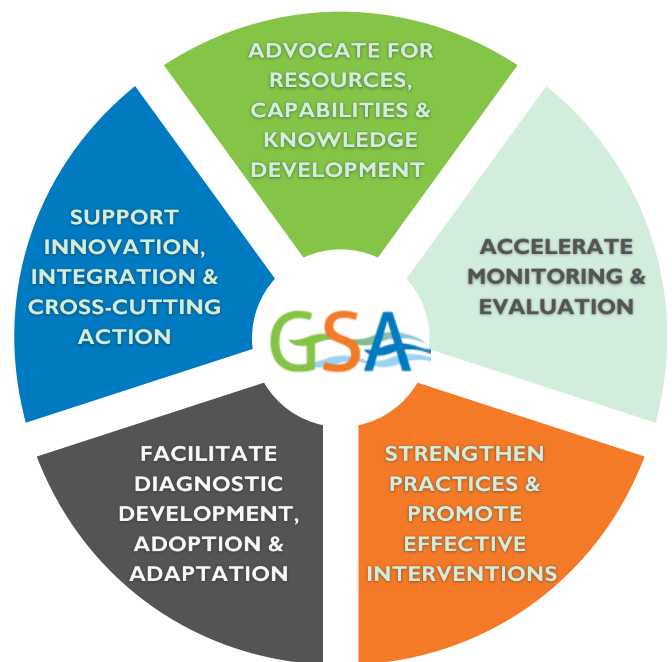 ADVOCATE FOR
RESOURCES,
CAPABILITIES &
KNOWLEDGE
DEVELOPMENT
ACCELERATE
MONITORING &
EVALUATION
STRENGTHEN
PRACTICES &
PROMOTE
EFFECTIVE
INTERVENTIONS
FACILITATE
DIAGNOSTIC
DEVELOPMENT,
ADOPTION &
ADAPTATION
SUPPORT
INNOVATION,
INTEGRATION &
CROSS-CUTTING
ACTION
GSA